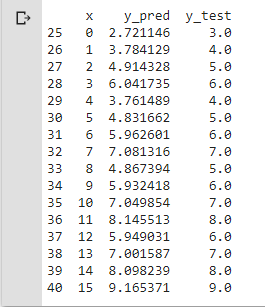 x y_pred y_test
25 0 2.721146 3.0
26 1 3.784129 4.0
27 2 4.914328 5.0
28 3 6.041735 6.0
29 4 3.761489 4.0
30 5 4.831662 5.0
31 6 5.962601 6.0
32 7 7.081316 7.0
33 8 4.867394 5.0
34 9 5.932418 6.0
35 10 7.049854 7.0
36 11 8.145513 8.0
37 12 5.949031 6.0
38 13 7.001587 7.0
39 14 8.098239 8.0
40 15 9.165371 9.0